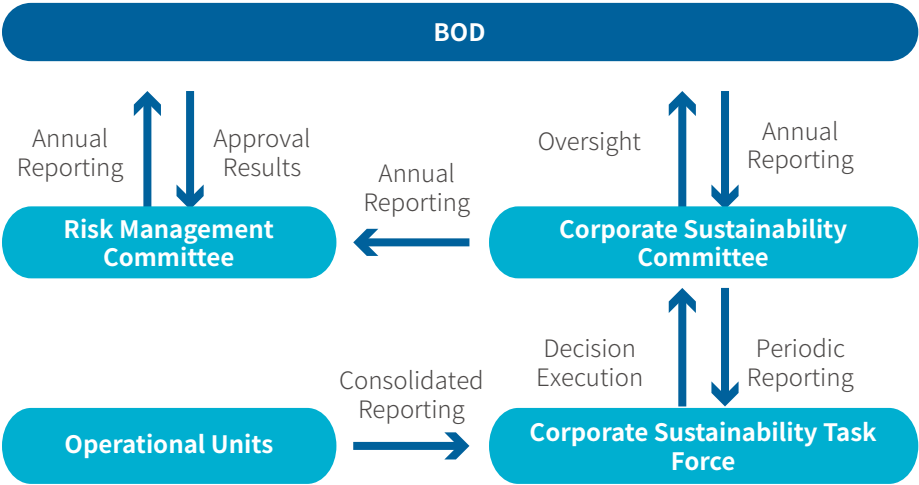 BOD
Annual
Reporting
Approval
Results
Annual
Reporting
Oversight
Annual
Reporting
Risk Management
Committee
Corporate Sustainability
Committee
Consolidated
Reporting
Decision
Execution
Periodic
Reporting
Operational Units
Corporate Sustainability Task
Force